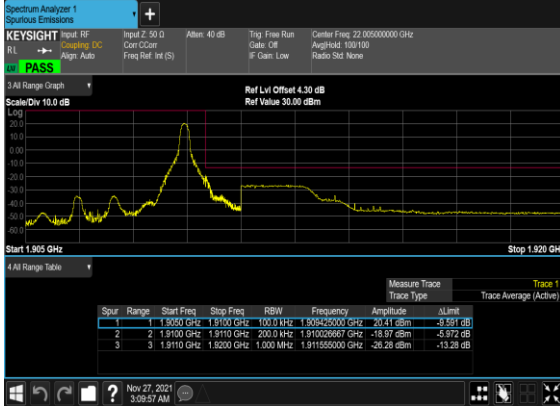 Spectrum Analyzer 1
Spurious Emissions
+
KEYSIGHT Input: RF Input Z: 50 Ω Atten: 40 dB Trig: Free Run Center Freq: 22.005000000 GHz
RL Coupling: DC Corr CCorr Gate: Off Avg|Hold: 100/100
Align: Auto Freq Ref: Int (S) IF Gain: Low Radio Std: None
PASS
3 All Range Graph Ref Lvl Offset 4.30 dB
Scale/Div 10.0 dB Ref Value 30.00 dBm
Log
20.0
10.0
0.00
-10.0
-20.0
-30.0
-40.0
-50.0
-60.0
Start 1.905 GHz Stop 1.920 GH
4 All Range Table
Measure Trace Trace 1
Trace Type Trace Average (Active)
Spur Range Start Freq Stop Freq RBW Frequency Amplitude ΔLimit
1 1 1.9050 GHz 1.9100 GHz 100.0 kHz 1.909425000 GHz 20.41 dBm -9.591 dB
2 2 1.9100 GHz 1.9110 GHz 200.0 kHz 1.910026667 GHz -18.97 dBm -5.972 dB
3 3 1.9110 GHz 1.9200 GHz 1.000 MHz 1.911555000 GHz -26.28 dBm -13.28 dB
? Nov 27, 2021
3:09:57 AM